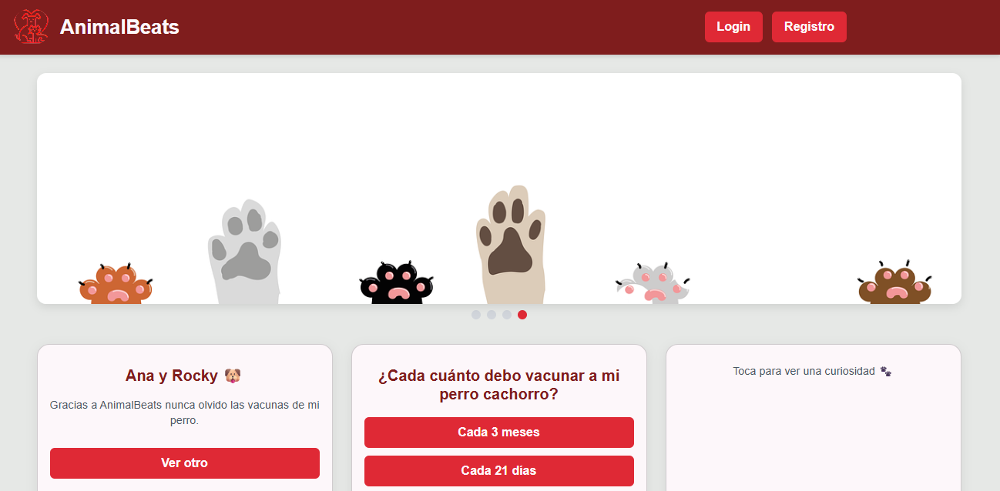 AnimalBeats
Login
Registro
Ana y Rocky 🐶
Gracias a AnimalBeats nunca olvido las vacunas de mi
perro.
Ver otro
¿Cada cuánto debo vacunar a mi
perro cachorro?
Cada 3 meses
Cada 21 días
Toca para ver una curiosidad 🐾